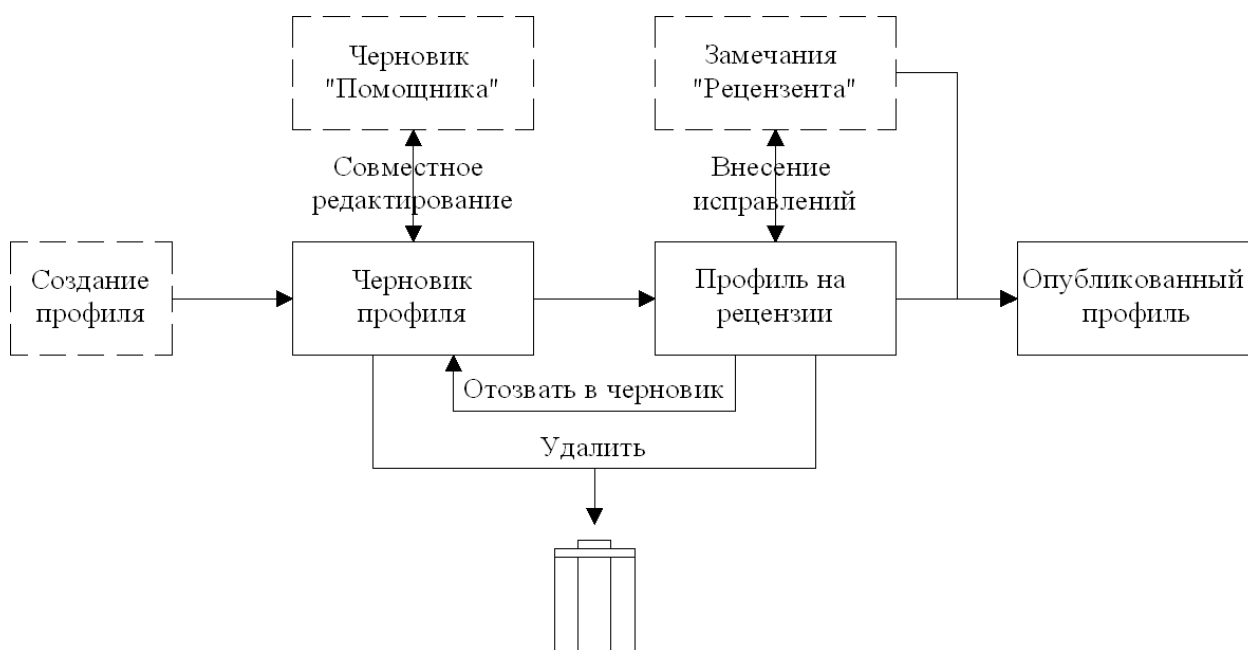 Черновик
"Помощника"
Замечания
"Рецензента"
Совместное
редактирование
Внесение
исправлений
Создание
профиля
Черновик
профиля
Профиль на
рецензии
Опубликованный
профиль
Отозвать в черновик
Удалить